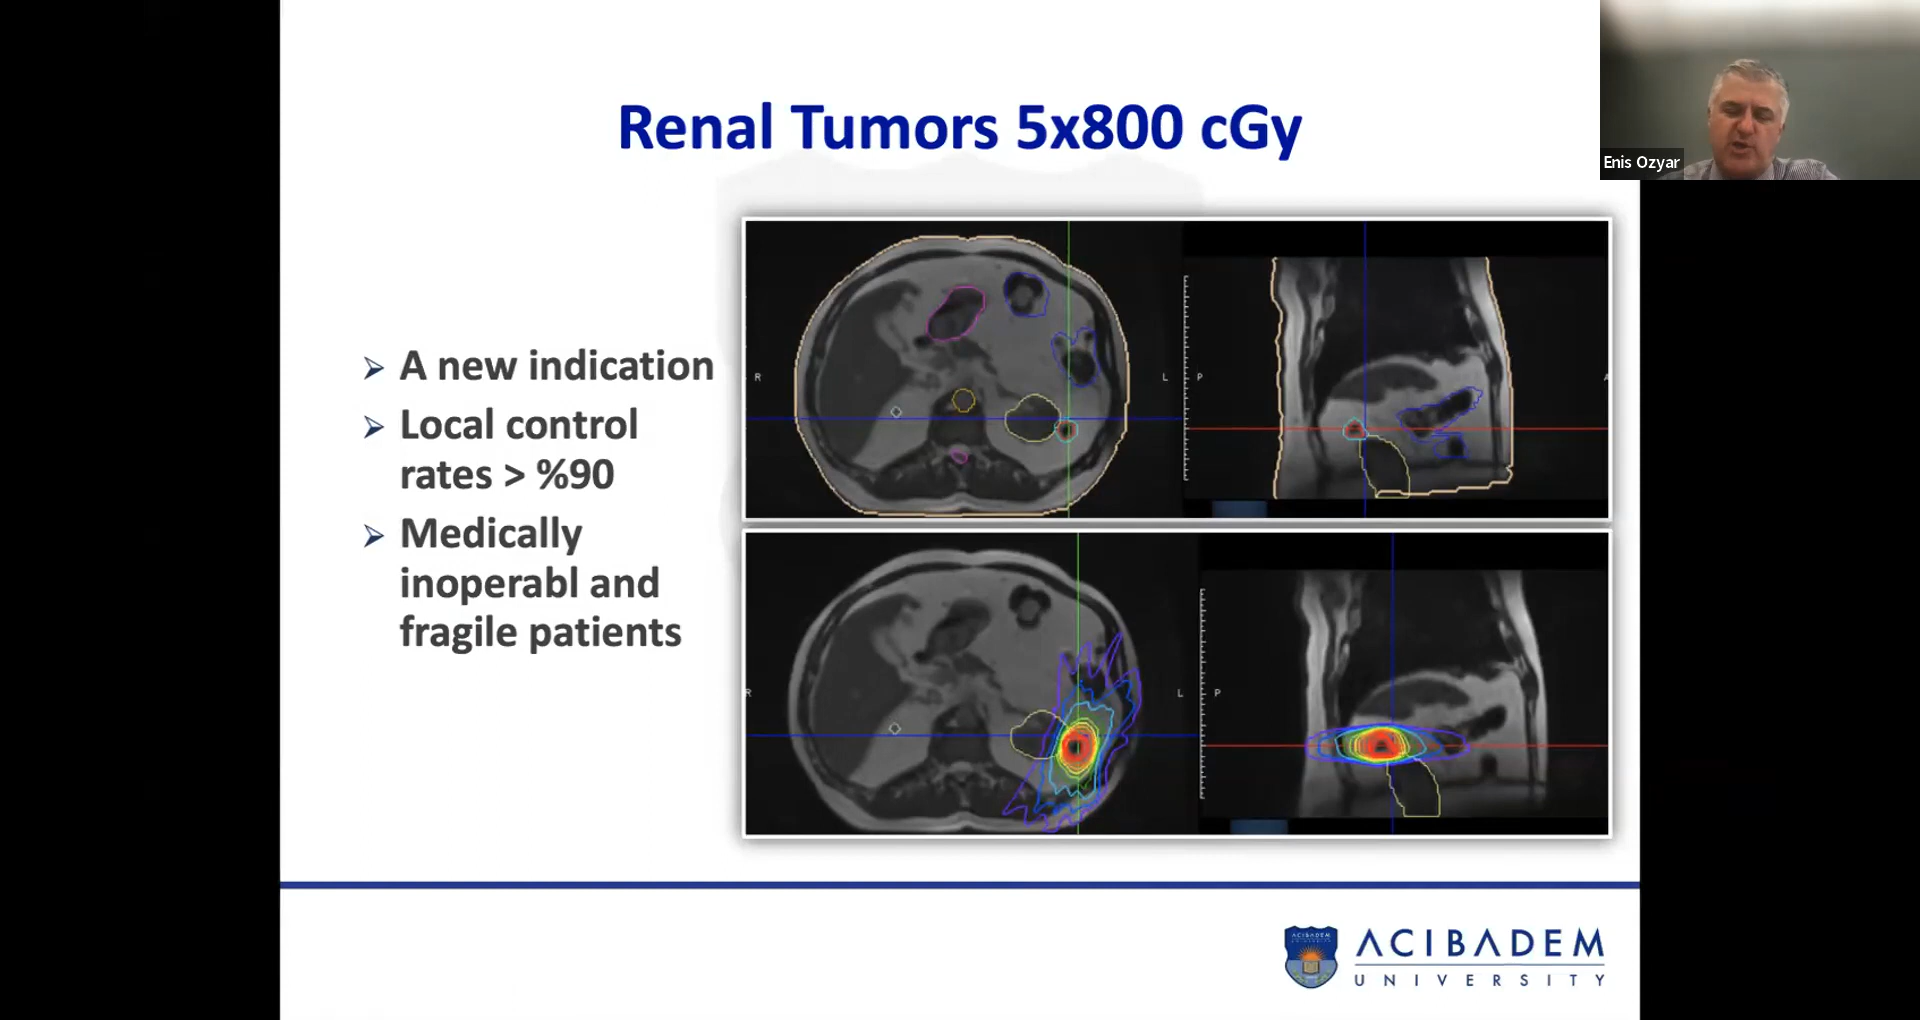 Renal Tumors 5x800 cGy
Enis Ozyar
➢ A new indication
➢ Local control
rates > %90
➢ Medically
inoperabl and
fragile patients
R
L
P
A
R
L
P
ACIBADEM
ACIBADEM
UNIVERSITY